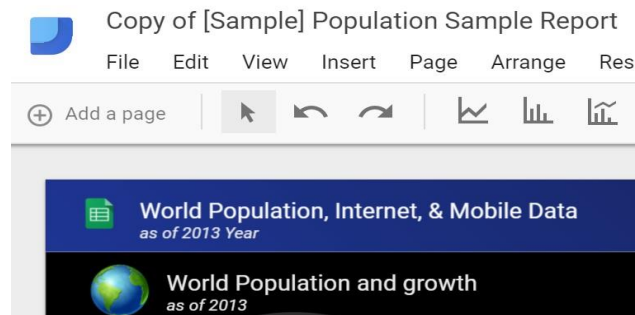 Copy of [Sample] Population Sample Report
File Edit View Insert Page Arrange Res
Add a page
World Population, Internet, & Mobile Data
as of 2013 Year
World Population and growth
as of 2013